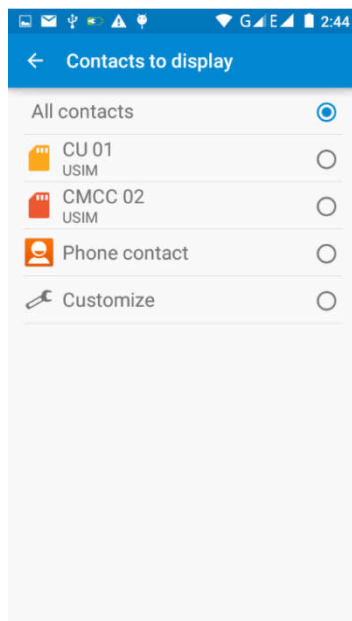 G E 2:44
Contacts to display
All contacts
CU 01
USIM
CMCC 02
USIM
Phone contact
Customize